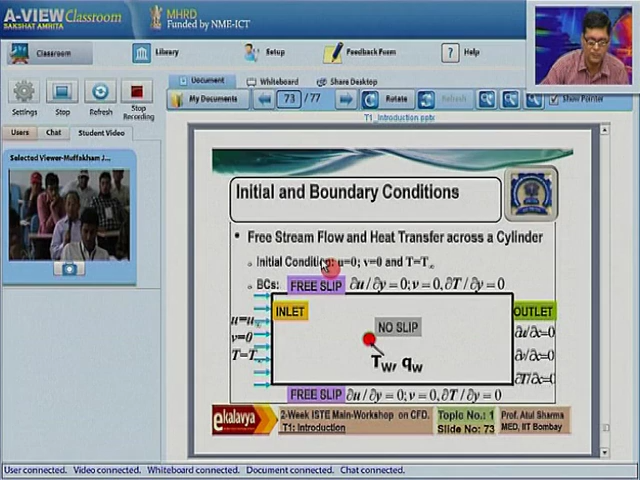 A-VIEW Classroom
SAKSHAT AMRITA
MHRD
Funded by NME-ICT
Classroom
Library
Setup
Feedback Form
? Help
Settings
Stop
Refresh
Stop Recording
Document
Whiteboard
Share Desktop
My Documents
73 / 77
Rotate
Refresh
Show Pointer
Users
Chat
Student Video
T1_Introduction.pptx
Selected Viewer-Muffakham J...
Initial and Boundary Conditions
• Free Stream Flow and Heat Transfer across a Cylinder
Initial Condition: u=0; v=0 and T=T∞
BCs: FREE SLIP ∂u/∂y=0; v=0, ∂T/∂y=0
INLET
OUTLET
NO SLIP
u=u∞
v=0
T=T∞
∂u/∂x=0
∂v/∂x=0
∂T/∂x=0
TW, qW
FREE SLIP ∂u/∂y=0; v=0, ∂T/∂y=0
ekalavya
2-Week ISTE Main-Workshop on CFD.
T1: Introduction
Topic No.: 1
Slide No: 73
Prof. Atul Sharma
MED, IIT Bombay
User connected. Video connected. Whiteboard connected. Document connected. Chat connected.